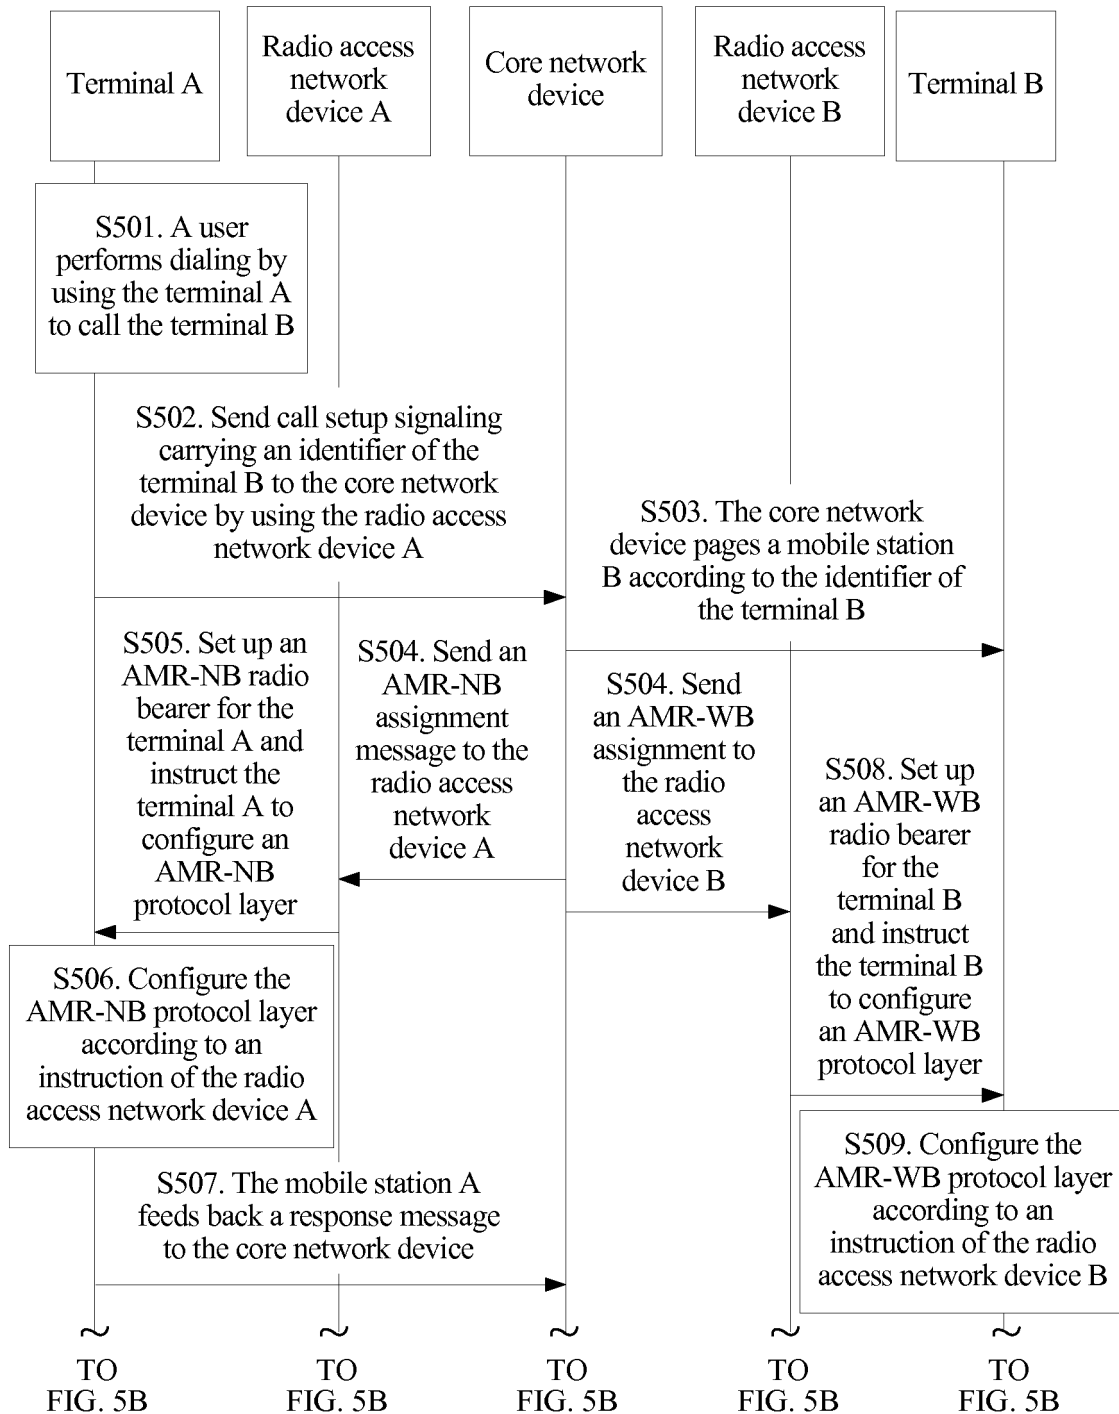 Terminal A
Radio access
network
device A
Core network
device
Radio access
network
device B
Terminal B
S501. A user
performs dialing by
using the terminal A
to call the terminal B
S502. Send call setup signaling
carrying an identifier of the
terminal B to the core network
device by using the radio access
network device A
S503. The core network
device pages a mobile station
B according to the identifier of
the terminal B
S505. Set up an
AMR-NB radio
bearer for the
terminal A and
instruct the
terminal A to
configure an
AMR-NB
protocol layer
S504. Send an
AMR-NB
assignment
message to the
radio access
network
device A
S504. Send
an AMR-WB
assignment to
the radio
access
network
device B
S508. Set up
an AMR-WB
radio bearer
for the
terminal B
and instruct
the terminal B
to configure
an AMR-WB
protocol layer
S506. Configure the
AMR-NB protocol layer
according to an
instruction of the radio
access network device A
S509. Configure the
AMR-WB protocol layer
according to an
instruction of the radio
access network device B
S507. The mobile station A
feeds back a response message
to the core network device
TO
FIG. 5B
TO
FIG. 5B
TO
FIG. 5B
TO
FIG. 5B
TO
FIG. 5B